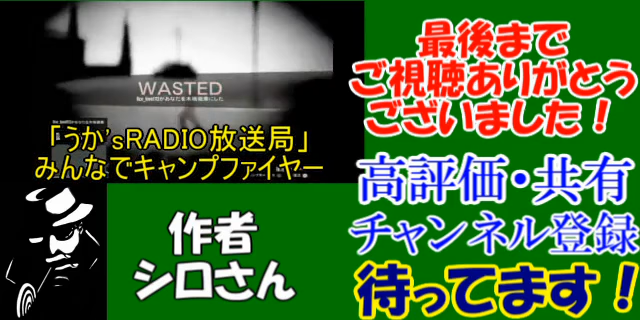 WASTED
「うか'sRADIO放送局」
みんなでキャンプファイヤー
作者
シロさん
最後まで
ご視聴ありがとう
ございました！
高評価・共有
チャンネル登録
待ってます！